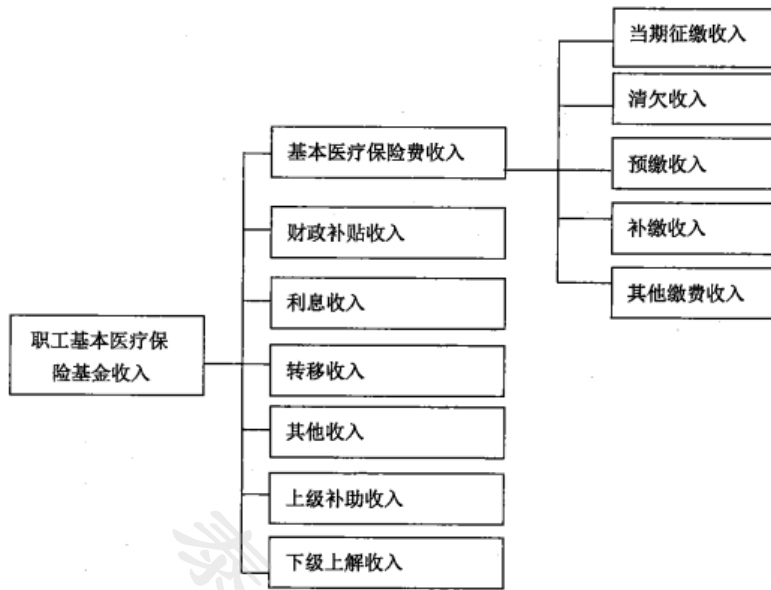 当期征缴收入
清欠收入
基本医疗保险费收入
预缴收入
财政补贴收入
补缴收入
利息收入
其他缴费收入
职工基本医疗保
险基金收入
转移收入
其他收入
上级补助收入
下级上解收入
泰